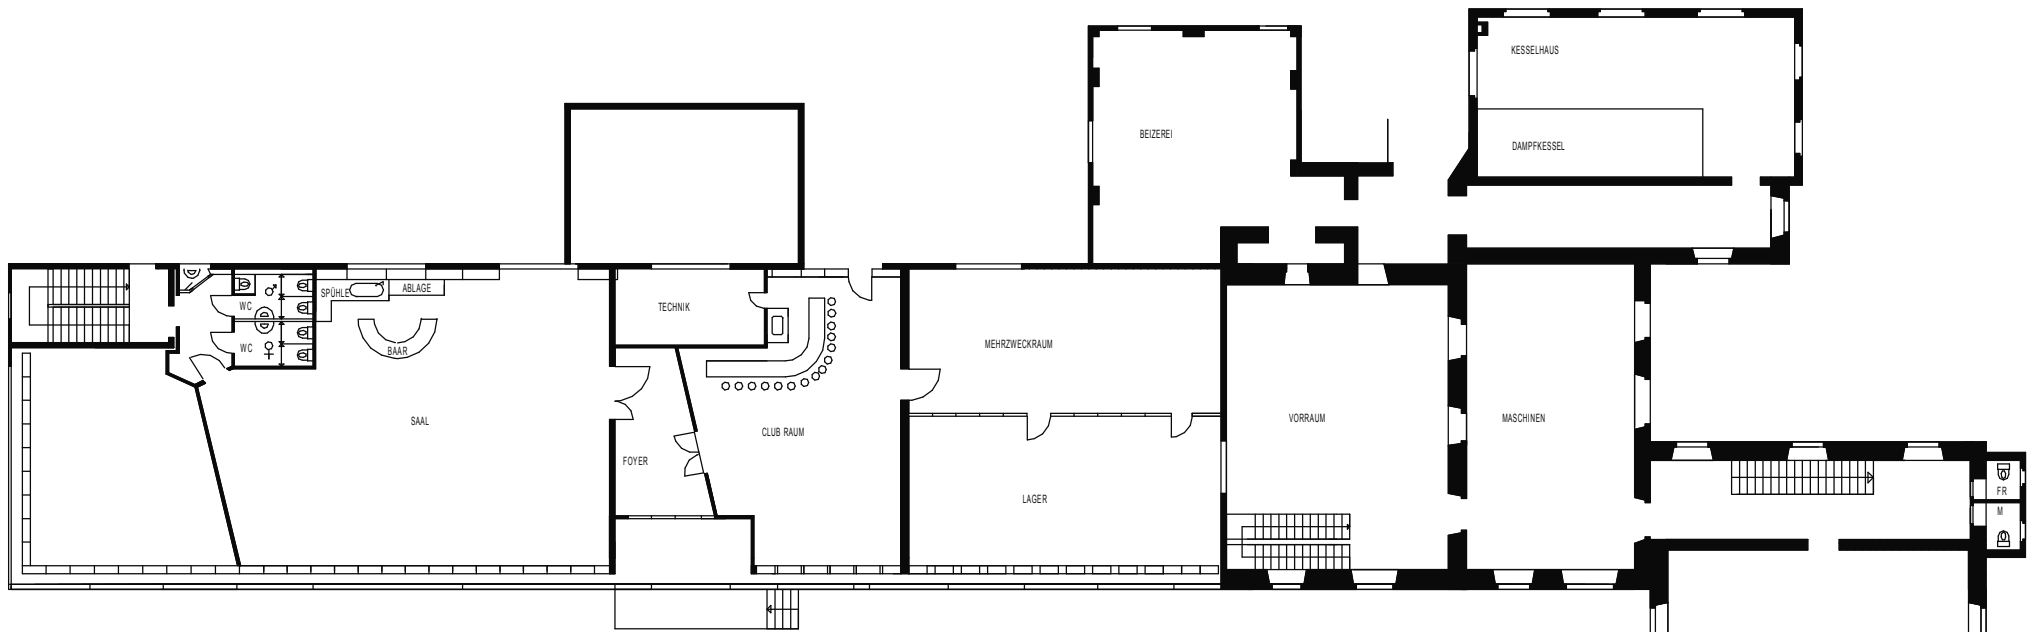 KESSELHAUS
BEIZEREI
DAMPFKESSEL
SPÜHLE
ABLAGE
WC
TECHNIK
MEHRZWECKRAUM
WC
BAAR
SAAL
CLUB RAUM
VORRAUM
MASCHINEN
FOYER
LAGER
FR
M